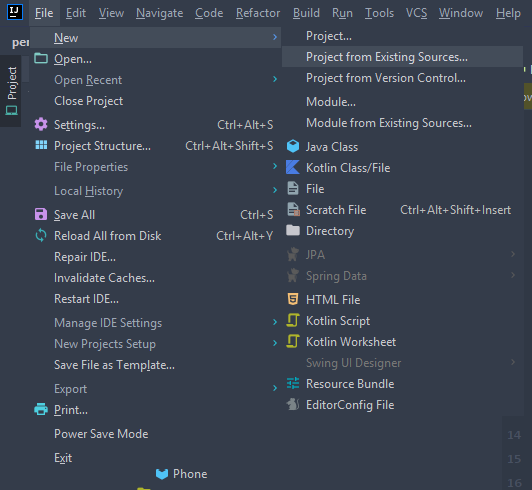 IJ File Edit View Navigate Code Refactor Build Run Tools VCS Window Help
New
Open...
Open Recent
Close Project
Settings... Ctrl+Alt+S
Project Structure... Ctrl+Alt+Shift+S
File Properties
Local History
Save All Ctrl+S
Reload All from Disk Ctrl+Alt+Y
Repair IDE...
Invalidate Caches...
Restart IDE...
Manage IDE Settings
New Projects Setup
Save File as Template...
Export
Print...
Power Save Mode
Exit
Project...
Project from Existing Sources...
Project from Version Control...
Module...
Module from Existing Sources...
Java Class
Kotlin Class/File
File
Scratch File Ctrl+Alt+Shift+Insert
Directory
JPA
Spring Data
HTML File
Kotlin Script
Kotlin Worksheet
Swing UI Designer
Resource Bundle
EditorConfig File
Project
Phone
14
15
16